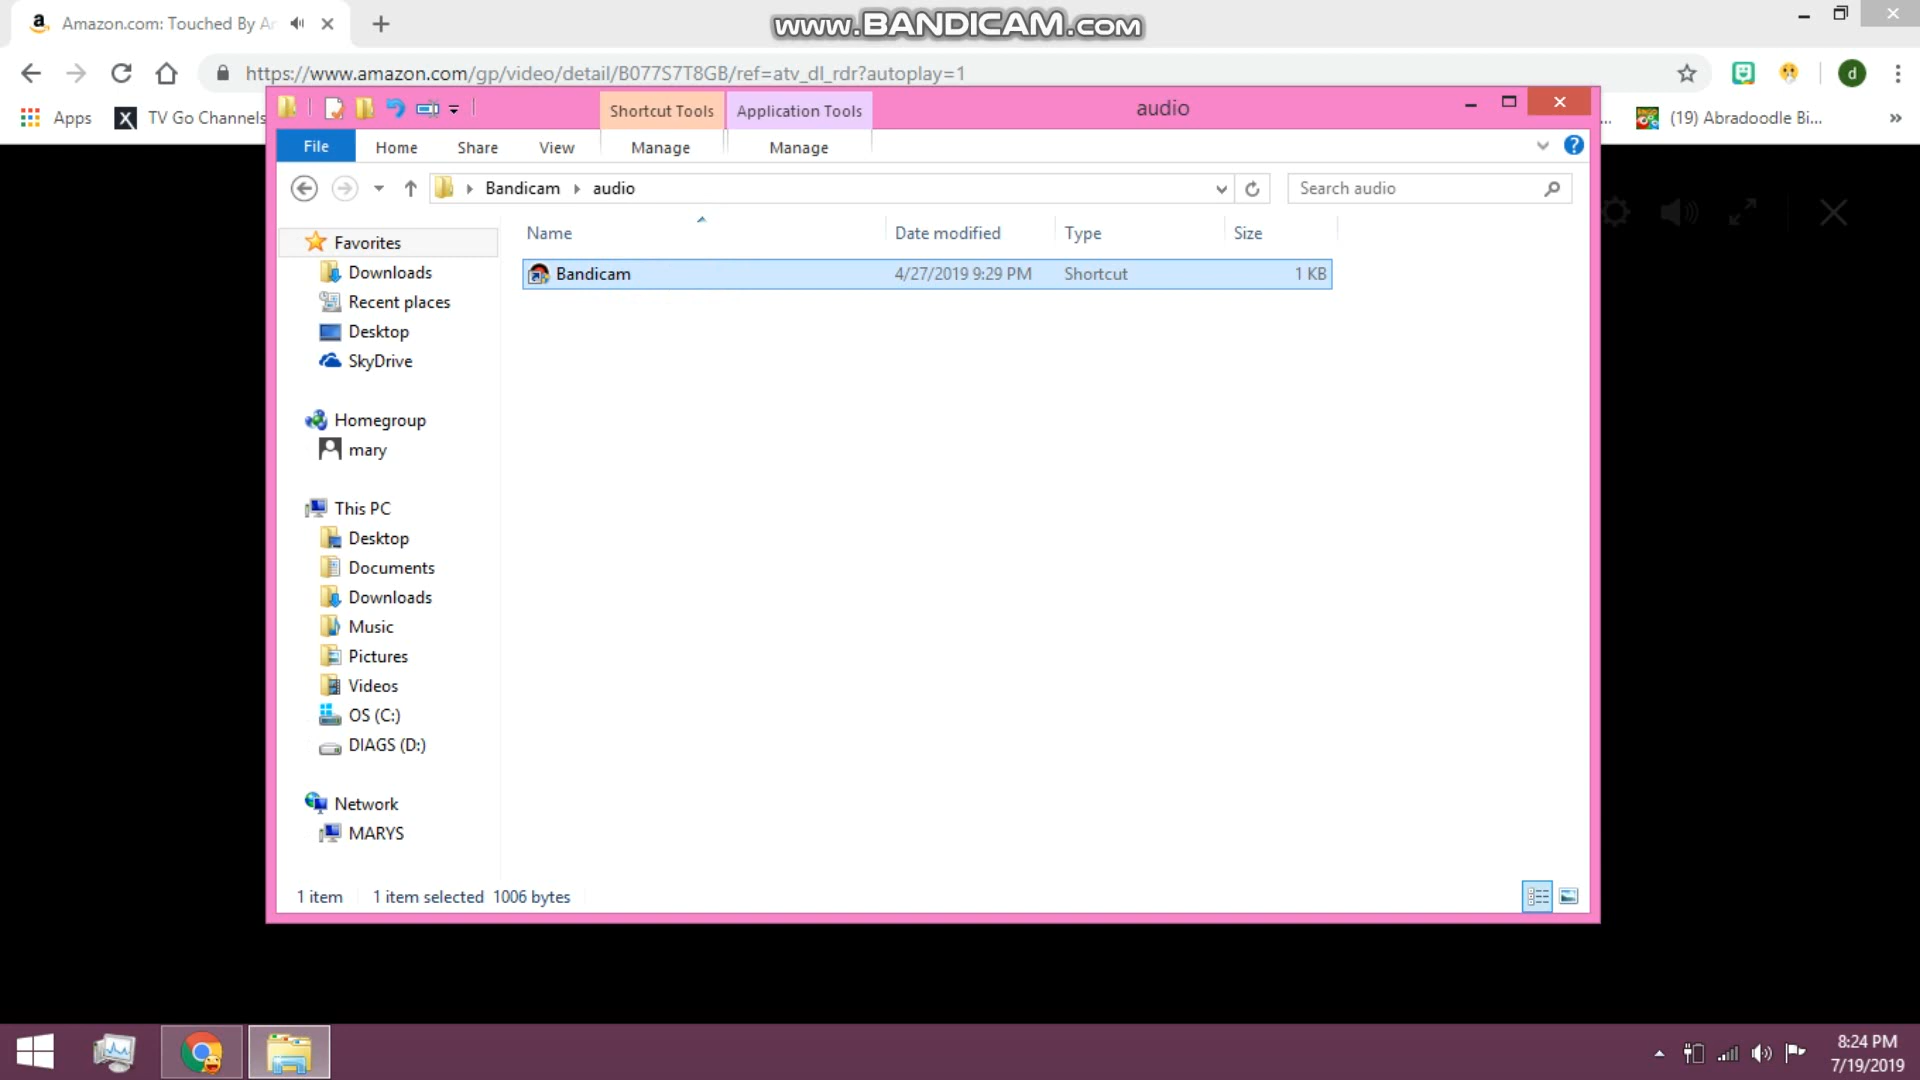 Amazon.com: Touched By An
www.BANDICAM.com
https://www.amazon.com/gp/video/detail/B077S7T8GB/ref=atv_dl_rdr?autoplay=1
d
Apps
X
TV Go Channels
...
(19) Abradoodle Bi...
»
Shortcut Tools
Application Tools
audio
File
Home
Share
View
Manage
Manage
Bandicam
audio
Search audio
Name
Date modified
Type
Size
Bandicam
4/27/2019 9:29 PM
Shortcut
1 KB
Favorites
Downloads
Recent places
Desktop
SkyDrive
Homegroup
mary
This PC
Desktop
Documents
Downloads
Music
Pictures
Videos
OS (C:)
DIAGS (D:)
Network
MARYS
1 item
1 item selected 1006 bytes
8:24 PM
7/19/2019